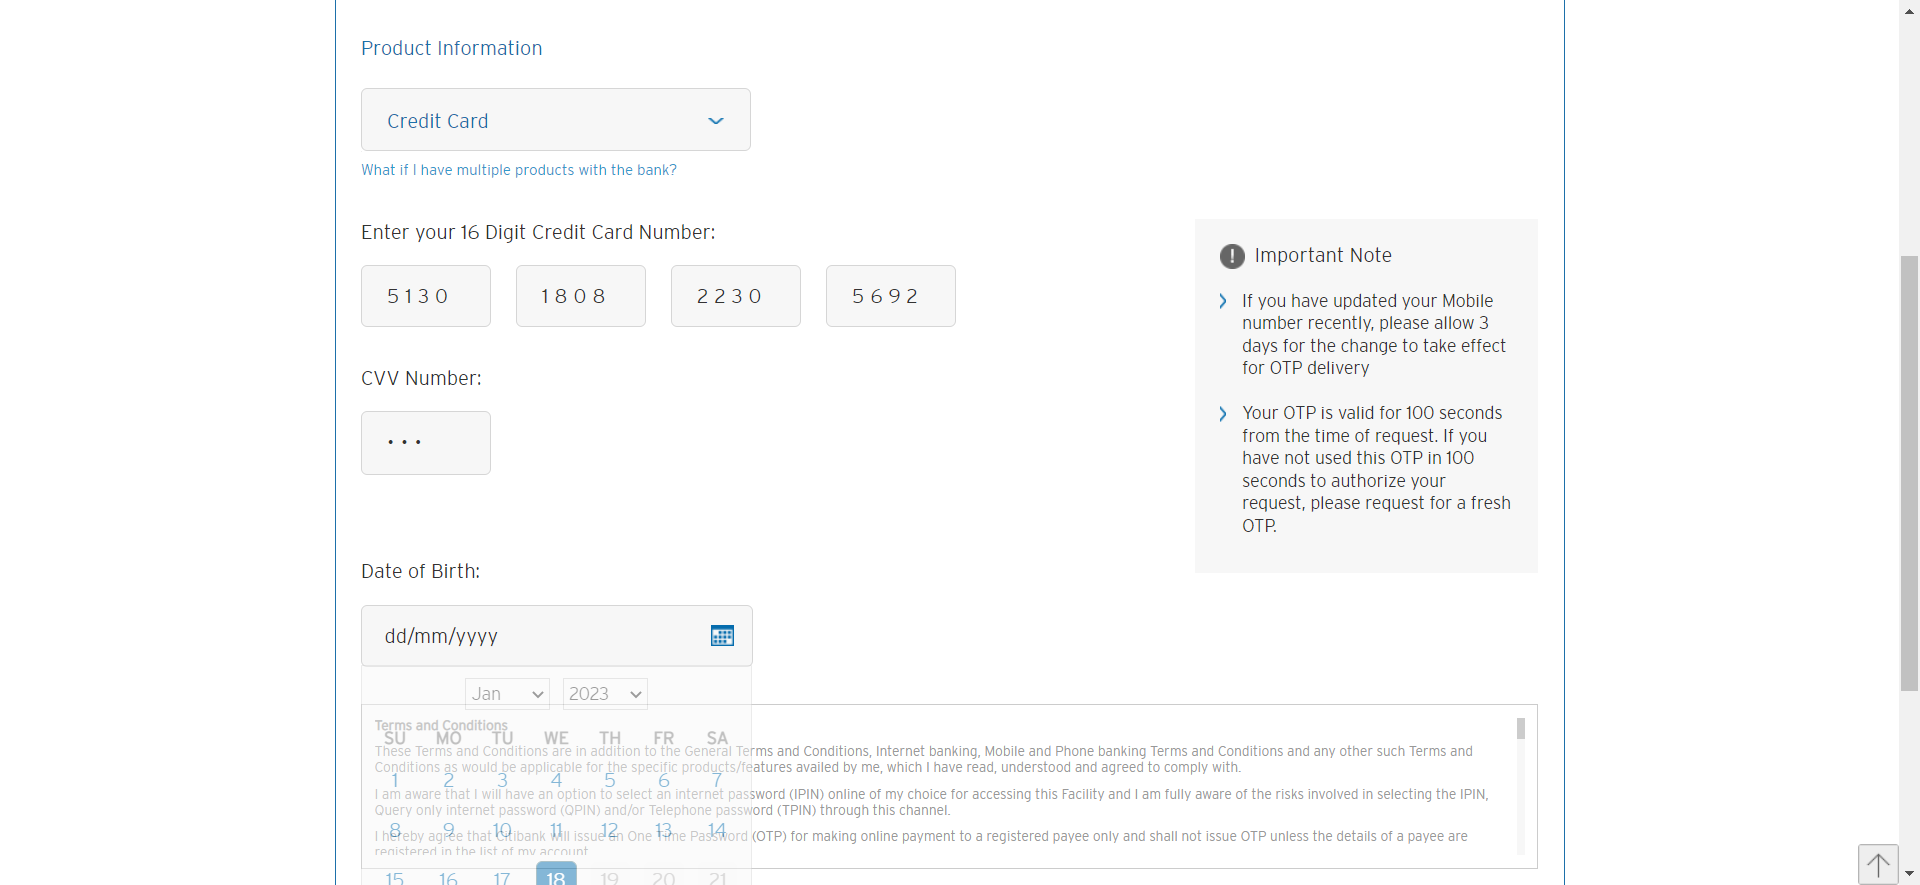 Product Information
Credit Card
What if I have multiple products with the bank?
Enter your 16 Digit Credit Card Number:
5130 1808 2230 5692
CVV Number:
•••
Date of Birth:
dd/mm/yyyy
Jan 2023
SU MO TU WE TH FR SA
1 2 3 4 5 6 7
8 9 10 11 12 13 14
15 16 17 18 19 20 21
Terms and Conditions
These Terms and Conditions are in addition to the General Terms and Conditions, Internet banking, Mobile and Phone banking Terms and Conditions and any other such Terms and
Conditions as would be applicable for the specific products/features availed by me, which I have read, understood and agreed to comply with.
I am aware that I will have an option to select an internet password (IPIN) online of my choice for accessing this Facility and I am fully aware of the risks involved in selecting the IPIN,
Query only internet password (QPIN) and/or Telephone password (TPIN) through this channel.
I hereby agree that Citibank will issue an One Time Password (OTP) for making online payment to a registered payee only and shall not issue OTP unless the details of a payee are
registered in the list of my account
! Important Note
If you have updated your Mobile
number recently, please allow 3
days for the change to take effect
for OTP delivery
Your OTP is valid for 100 seconds
from the time of request. If you
have not used this OTP in 100
seconds to authorize your
request, please request for a fresh
OTP.